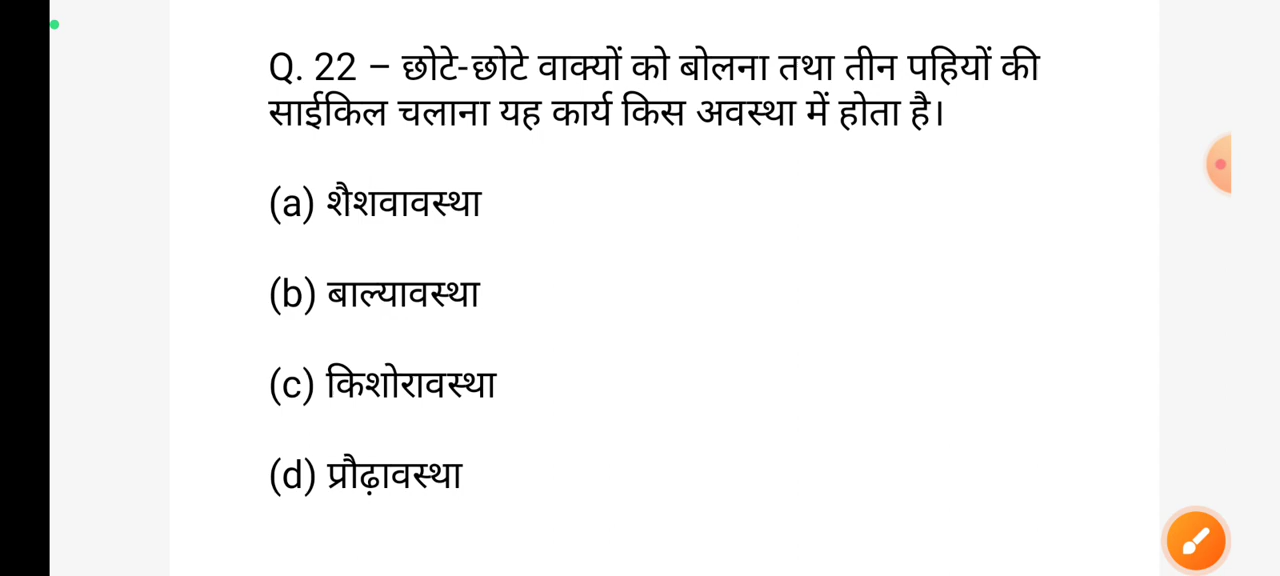 Q. 22 – छोटे-छोटे वाक्यों को बोलना तथा तीन पहियों की
साईकिल चलाना यह कार्य किस अवस्था में होता है।
(a) शैशवावस्था
(b) बाल्यावस्था
(c) किशोरावस्था
(d) प्रौढ़ावस्था